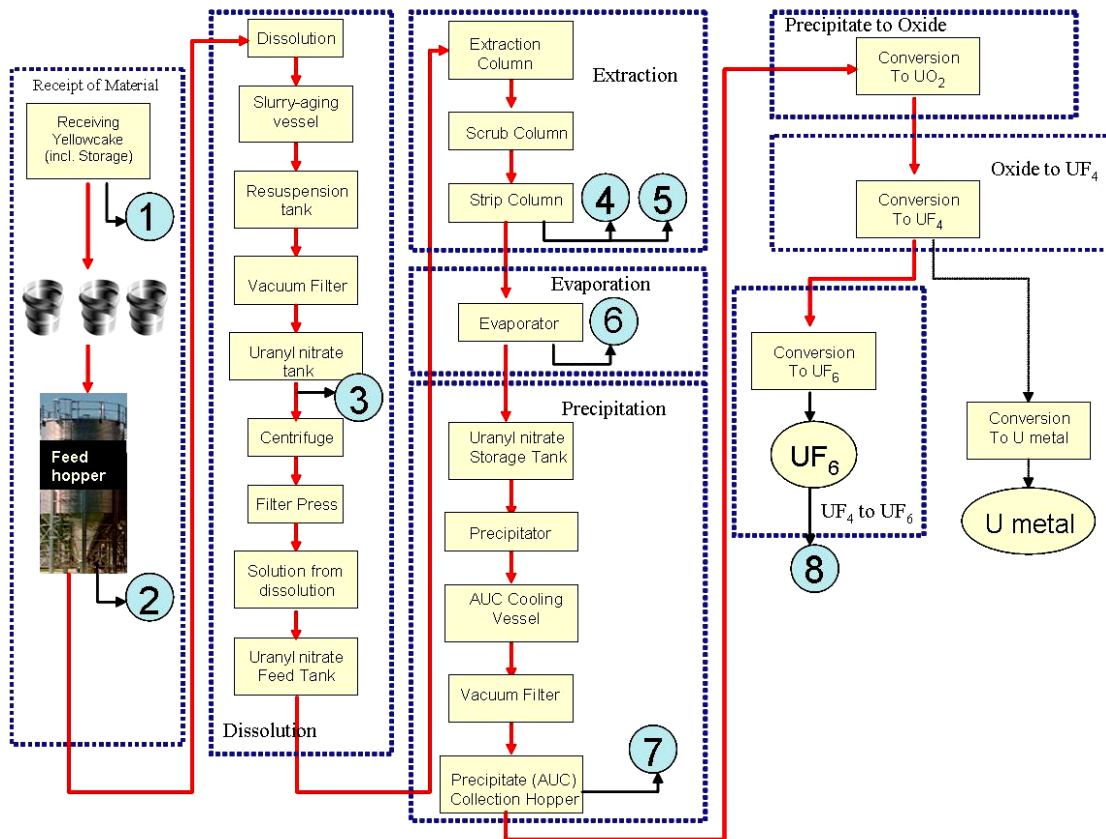 Receipt of Material
Receiving
Yellowcake
(incl. Storage)
1
Feed
hopper
2
Dissolution
Slurry-aging
vessel
Resuspension
tank
Vacuum Filter
Uranyl nitrate
tank
3
Centrifuge
Filter Press
Solution from
dissolution
Uranyl nitrate
Feed Tank
Dissolution
Extraction
Column
Extraction
Scrub Column
Strip Column
4
5
Evaporation
Evaporator
6
Precipitation
Uranyl nitrate
Storage Tank
Precipitator
AUC Cooling
Vessel
Vacuum Filter
7
Precipitate (AUC)
Collection Hopper
Precipitate to Oxide
Conversion
To UO₂
Oxide to UF₄
Conversion
To UF₄
Conversion
To UF₆
UF₆
UF₄ to UF₆
8
Conversion
To U metal
U metal